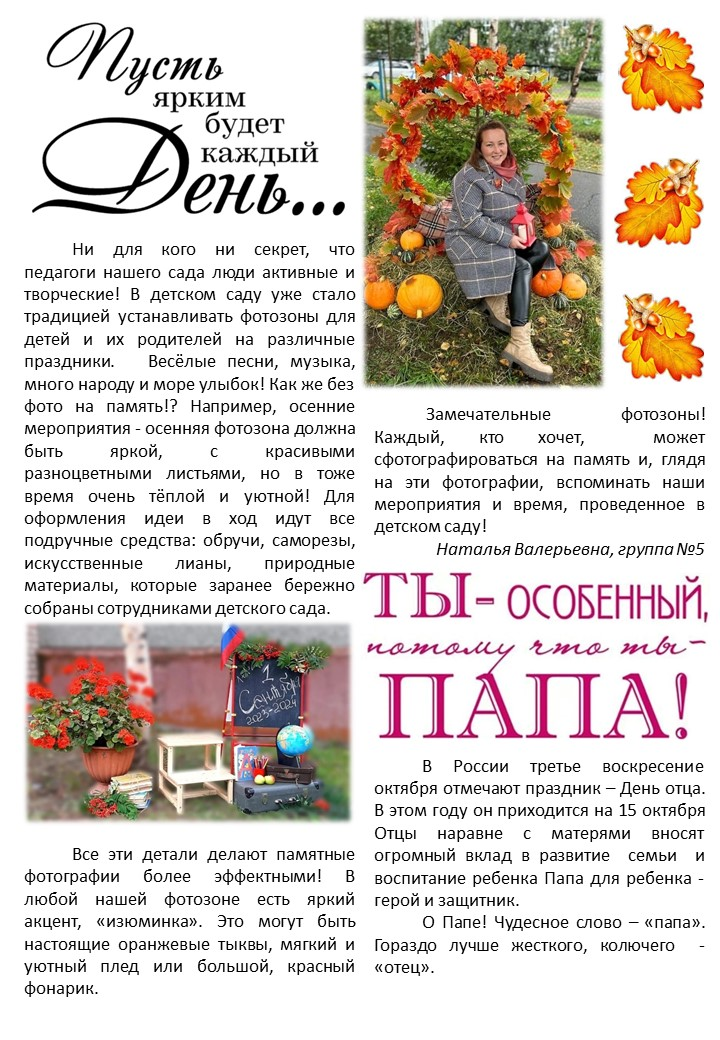 Пусть
ярким
будет
каждый
День...
Ни для кого ни секрет, что
педагоги нашего сада люди активные и
творческие! В детском саду уже стало
традицией устанавливать фотозоны для
детей и их родителей на различные
праздники. Весёлые песни, музыка,
много народу и море улыбок! Как же без
фото на память!? Например, осенние
мероприятия - осенняя фотозона должна
быть яркой, с красивыми
разноцветными листьями, но в тоже
время очень тёплой и уютной! Для
оформления идеи в ход идут все
подручные средства: обручи, саморезы,
искусственные лианы, природные
материалы, которые заранее бережно
собраны сотрудниками детского сада.
1
Сентября
2023-2024
Все эти детали делают памятные
фотографии более эффектными! В
любой нашей фотозоне есть яркий
акцент, «изюминка». Это могут быть
настоящие оранжевые тыквы, мягкий и
уютный плед или большой, красный
фонарик.
Замечательные фотозоны!
Каждый, кто хочет, может
сфотографироваться на память и, глядя
на эти фотографии, вспоминать наши
мероприятия и время, проведенное в
детском саду!
Наталья Валерьевна, группа №5
ТЫ- ОСОБЕННЫЙ,
потому что ты-
ПАПА!
В России третье воскресение
октября отмечают праздник – День отца.
В этом году он приходится на 15 октября
Отцы наравне с матерями вносят
огромный вклад в развитие семьи и
воспитание ребенка Папа для ребенка -
герой и защитник.
О Папе! Чудесное слово – «папа».
Гораздо лучше жесткого, колючего -
«отец».